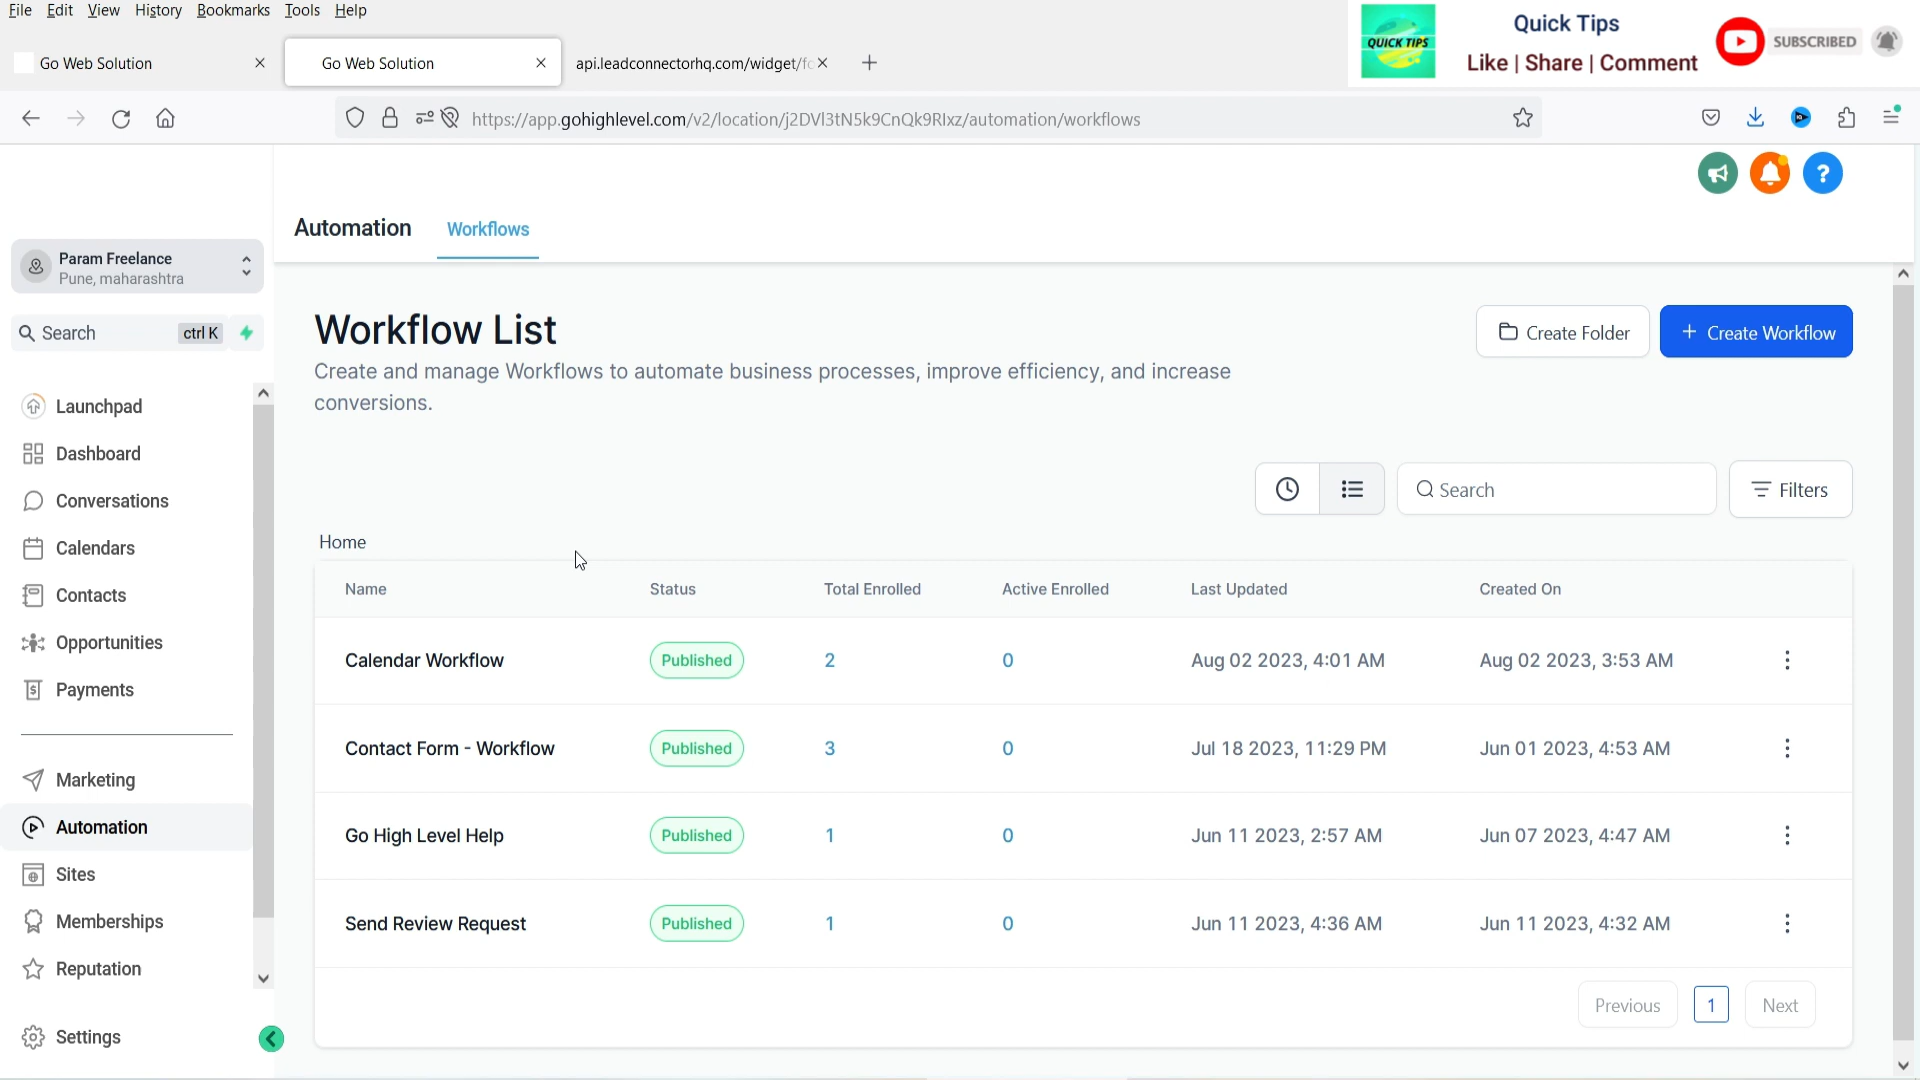 File Edit View History Bookmarks Tools Help
QUICK TIPS
Quick Tips
Like | Share | Comment
SUBSCRIBED
Go Web Solution
Go Web Solution
api.leadconnectorhq.com/widget/fo
https://app.gohighlevel.com/v2/location/j2DVl3tN5k9CnQk9RIxz/automation/workflows
Automation Workflows
Param Freelance
Pune, maharashtra
Search ctrl K
Launchpad
Dashboard
Conversations
Calendars
Contacts
Opportunities
Payments
Marketing
Automation
Sites
Memberships
Reputation
Settings
Workflow List
Create and manage Workflows to automate business processes, improve efficiency, and increase
conversions.
Create Folder
+ Create Workflow
Search
Filters
Home
Name Status Total Enrolled Active Enrolled Last Updated Created On
Calendar Workflow Published 2 0 Aug 02 2023, 4:01 AM Aug 02 2023, 3:53 AM
Contact Form - Workflow Published 3 0 Jul 18 2023, 11:29 PM Jun 01 2023, 4:53 AM
Go High Level Help Published 1 0 Jun 11 2023, 2:57 AM Jun 07 2023, 4:47 AM
Send Review Request Published 1 0 Jun 11 2023, 4:36 AM Jun 11 2023, 4:32 AM
Previous 1 Next